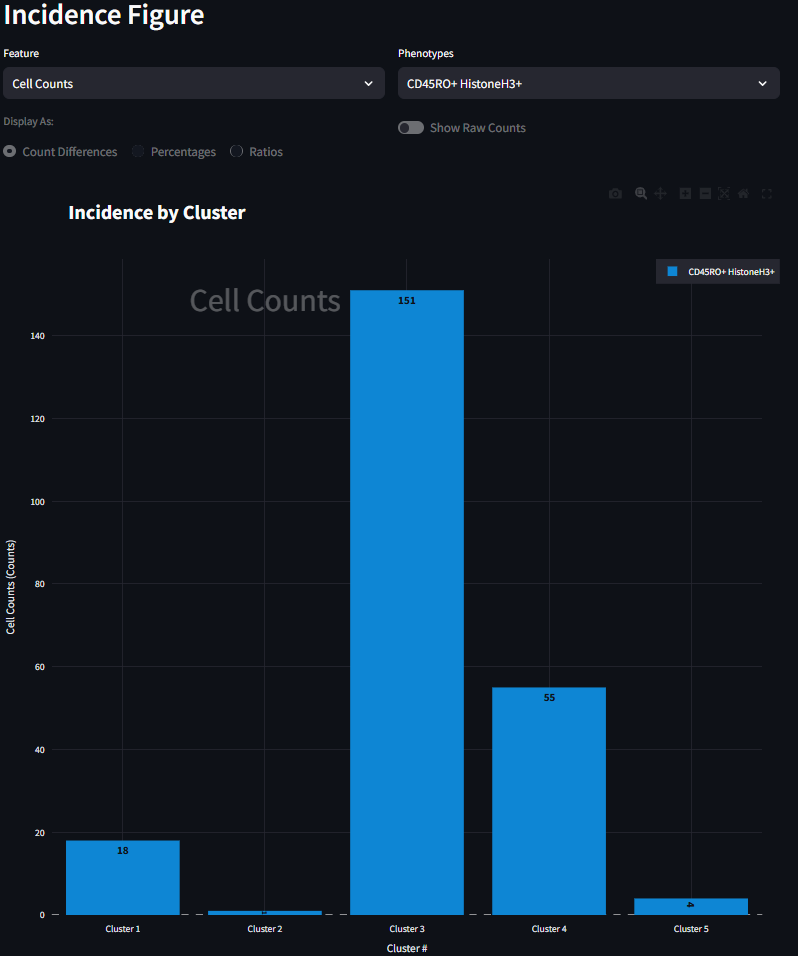 Incidence Figure
Feature
Phenotypes
Cell Counts
CD45RO+ HistoneH3+
Display As:
Show Raw Counts
Count Differences
Percentages
Ratios
Incidence by Cluster
CD45RO+ HistoneH3+
Cell Counts
151
140
120
100
80
60
55
40
20
18
1
4
0
Cell Counts (Counts)
Cluster 1
Cluster 2
Cluster 3
Cluster 4
Cluster 5
Cluster #